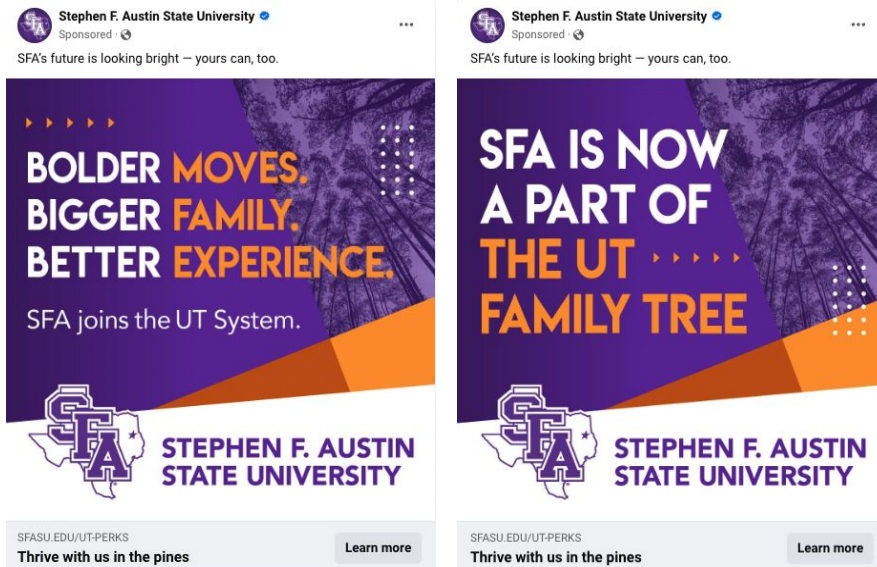 Stephen F. Austin State University
Sponsored ·
SFA's future is looking bright — yours can, too.
BOLDER MOVES.
BIGGER FAMILY.
BETTER EXPERIENCE.
SFA joins the UT System.
SFA
STEPHEN F. AUSTIN
STATE UNIVERSITY
SFASU.EDU/UT-PERKS
Thrive with us in the pines
Learn more
Stephen F. Austin State University
Sponsored ·
SFA's future is looking bright — yours can, too.
SFA IS NOW
A PART OF
THE UT
FAMILY TREE
SFA
STEPHEN F. AUSTIN
STATE UNIVERSITY
SFASU.EDU/UT-PERKS
Thrive with us in the pines
Learn more